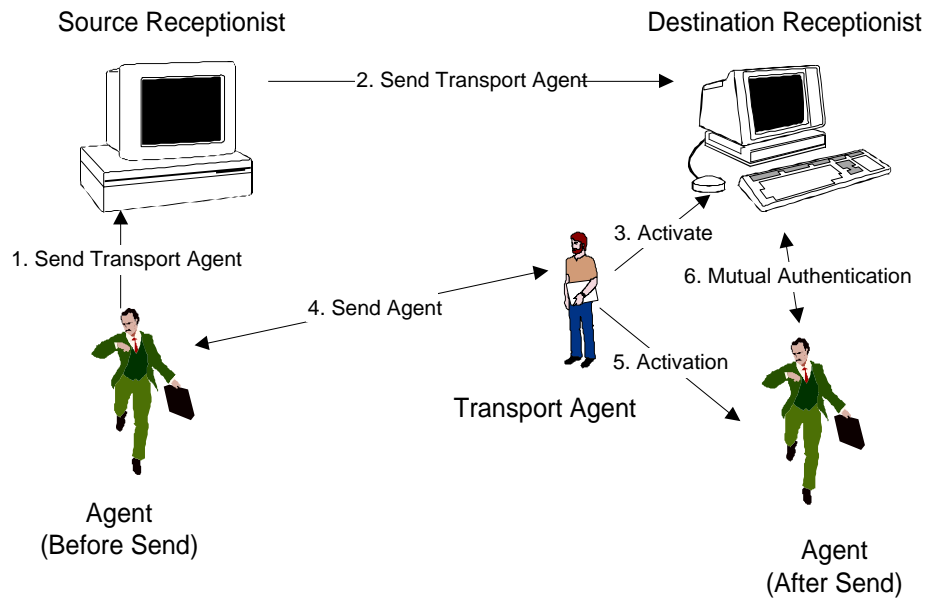 Source Receptionist
Destination Receptionist
2. Send Transport Agent
3. Activate
1. Send Transport Agent
6. Mutual Authentication
4. Send Agent
5. Activation
Transport Agent
Agent
(Before Send)
Agent
(After Send)